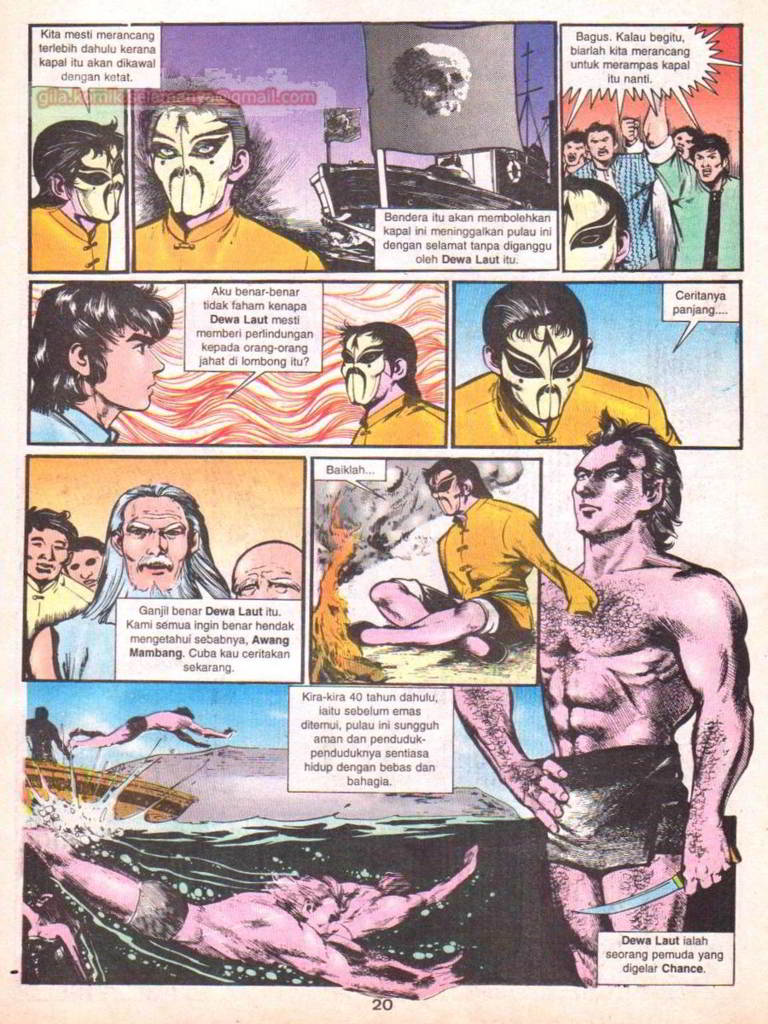 Kita mesti merancang
terlebih dahulu kerana
kapal itu akan dikawal
dengan ketat.
gila.komik.selamanya@gmail.com
Bendera itu akan membolehkan
kapal ini meninggalkan pulau ini
dengan selamat tanpa diganggu
oleh Dewa Laut itu.
Bagus. Kalau begitu,
biarlah kita merancang
untuk merampas kapal
itu nanti.
Aku benar-benar
tidak faham kenapa
Dewa Laut mesti
memberi perlindungan
kepada orang-orang
jahat di lombong itu?
Ceritanya
panjang....
Ganjil benar Dewa Laut itu.
Kami semua ingin benar hendak
mengetahui sebabnya, Awang
Mambang. Cuba kau ceritakan
sekarang.
Baiklah...
Kira-kira 40 tahun dahulu,
iaitu sebelum emas
ditemui, pulau ini sungguh
aman dan penduduk-
penduduknya sentiasa
hidup dengan bebas dan
bahagia.
Dewa Laut ialah
seorang pemuda yang
digelar Chance.
20